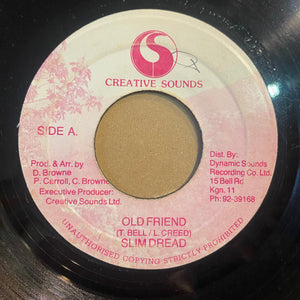 CREATIVE SOUNDS
SIDE A.
Prod. & Arr. by
D. Browne
P. Carroll, C. Browne
Executive Producer:
Creative Sounds Ltd.
Dist. By:
Dynamic Sounds
Recording Co. Ltd.
15 Bell Rd
Kgn. 11
Ph: 92-39168
OLD FRIEND
(T. BELL / L. CREED)
SLIM DREAD
UNAUTHORISED COPYING STRICTLY PROHIBITED